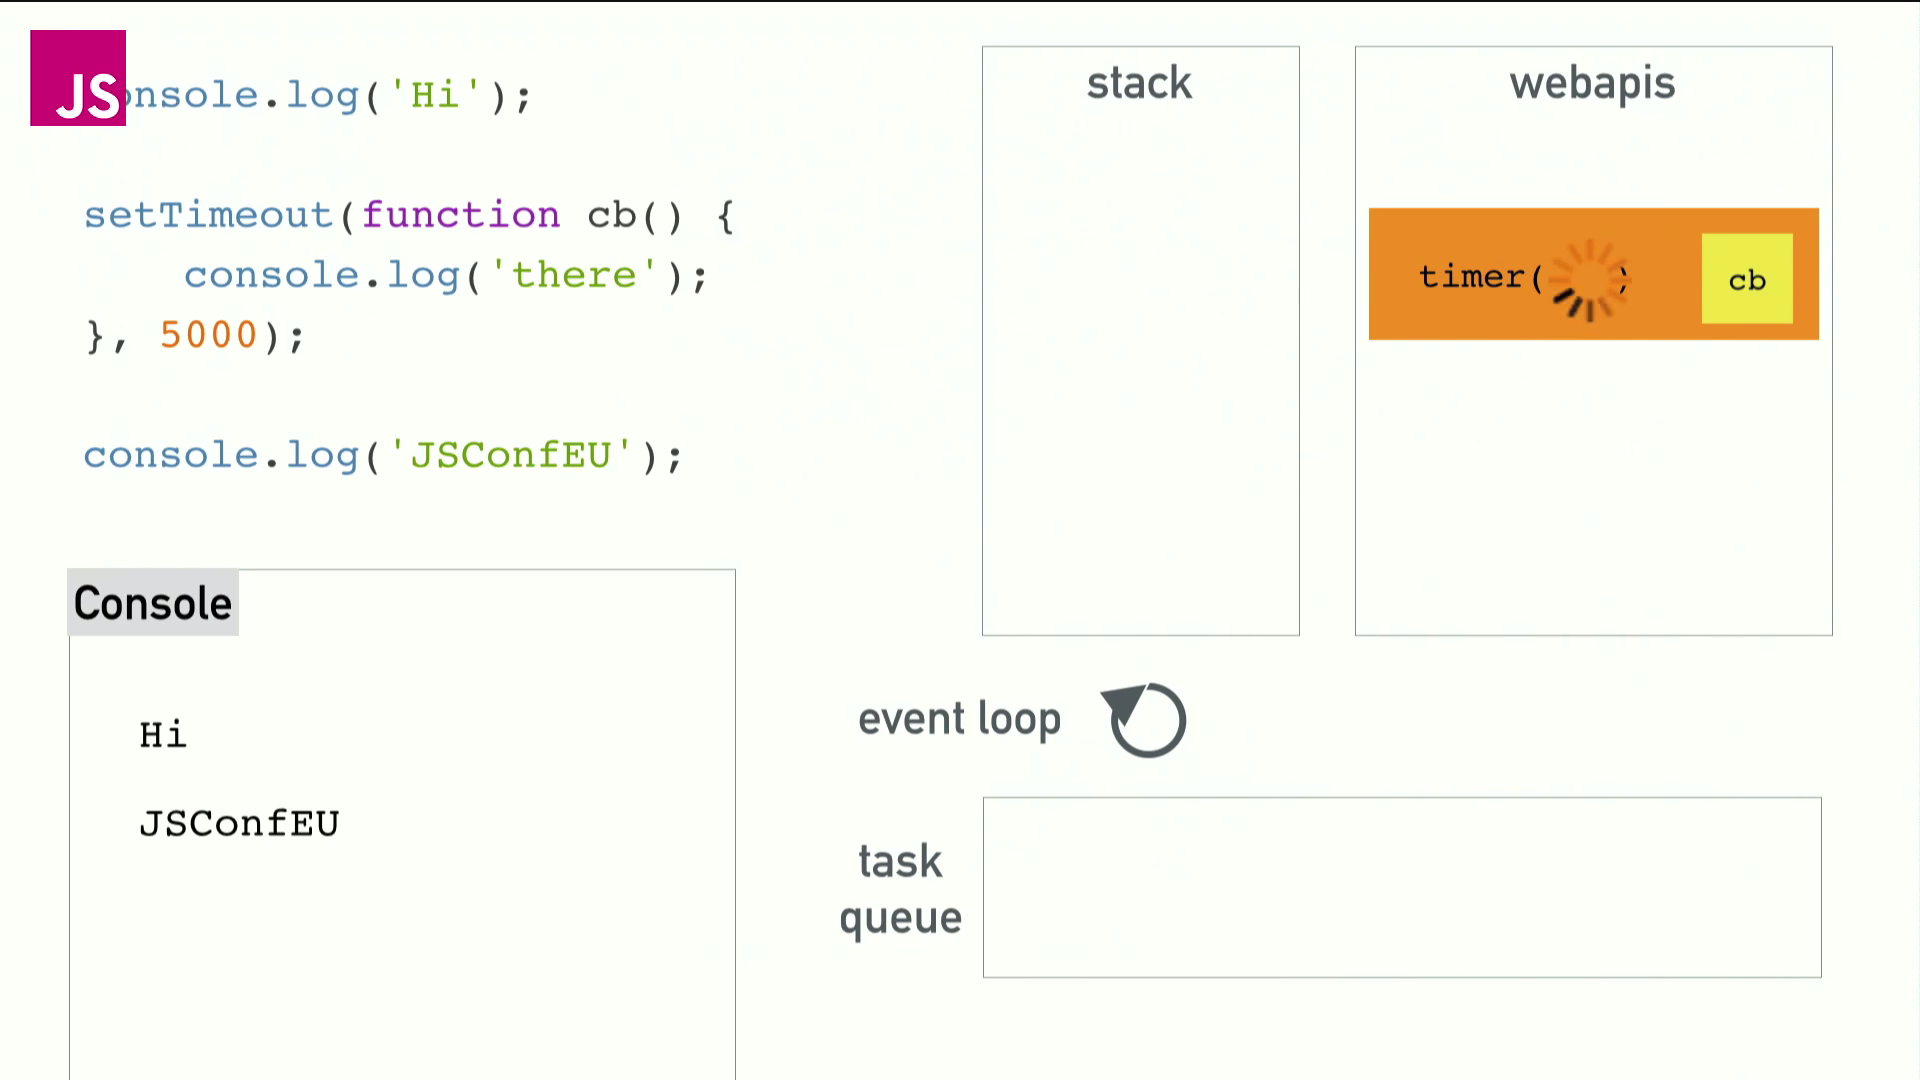 JS
onsole.log('Hi');
setTimeout(function cb() {
console.log('there');
}, 5000);
console.log('JSConfEU');
Console
Hi
JSConfEU
stack
webapis
timer( )
cb
event loop
task
queue